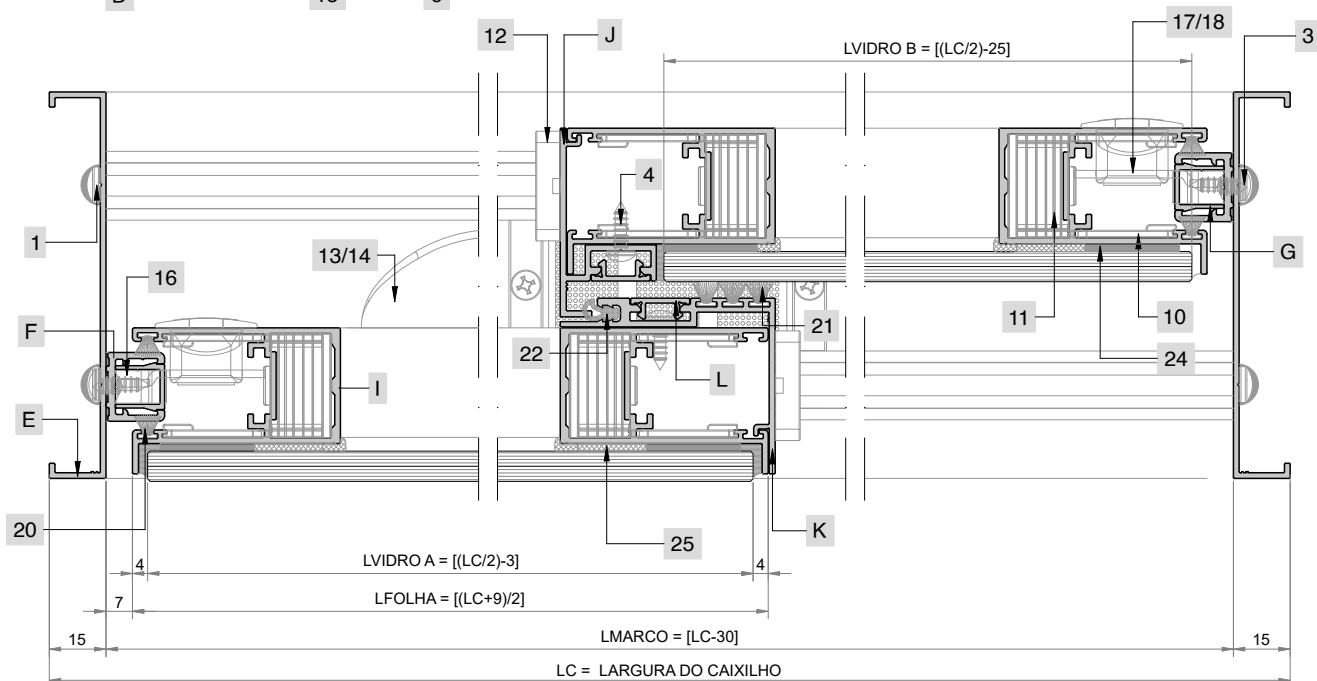 17/18
3
12
J
LVIDRO B = [(LC/2)-25]
4
1
13/14
G
16
F
11
10
21
22
24
I
L
E
20
25
K
4
LVIDRO A = [(LC/2)-3]
4
7
LFOLHA = [(LC+9)/2]
15
LMARCO = [LC-30]
15
LC = LARGURA DO CAIXILHO